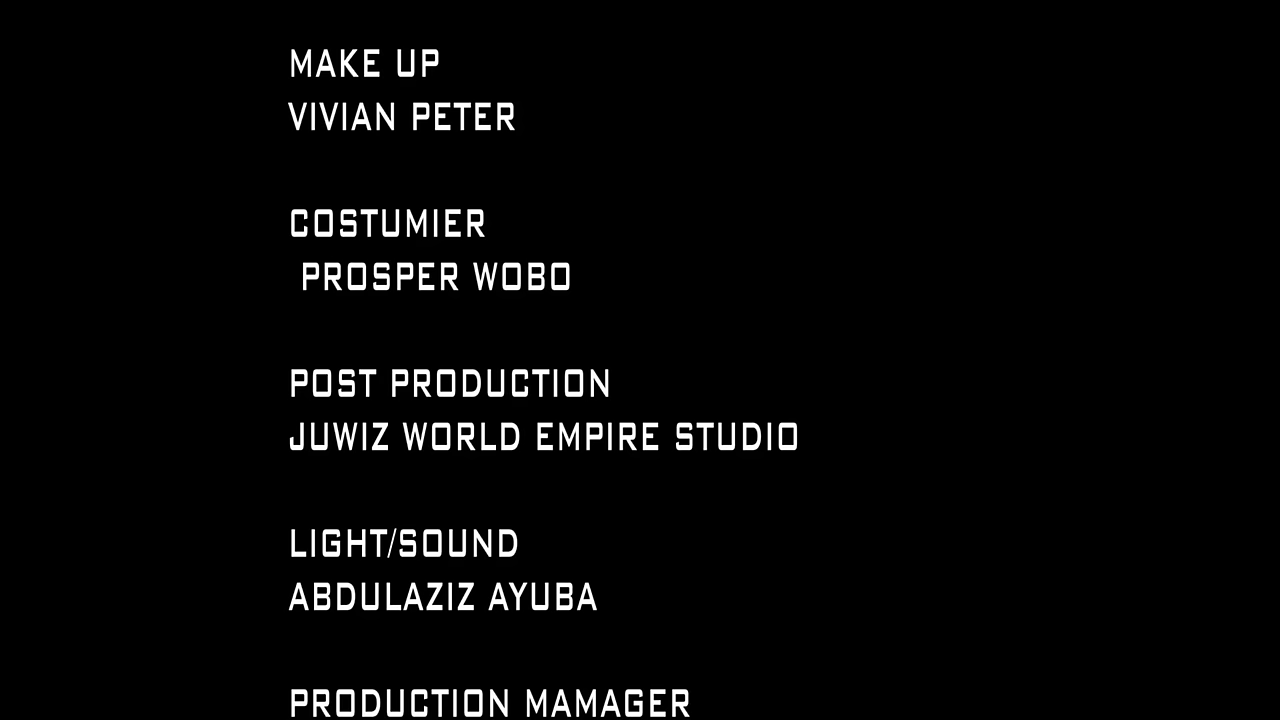 MAKE UP
VIVIAN PETER
COSTUMIER
PROSPER WOBO
POST PRODUCTION
JUWIZ WORLD EMPIRE STUDIO
LIGHT/SOUND
ABDULAZIZ AYUBA
PRODUCTION MAMAGER